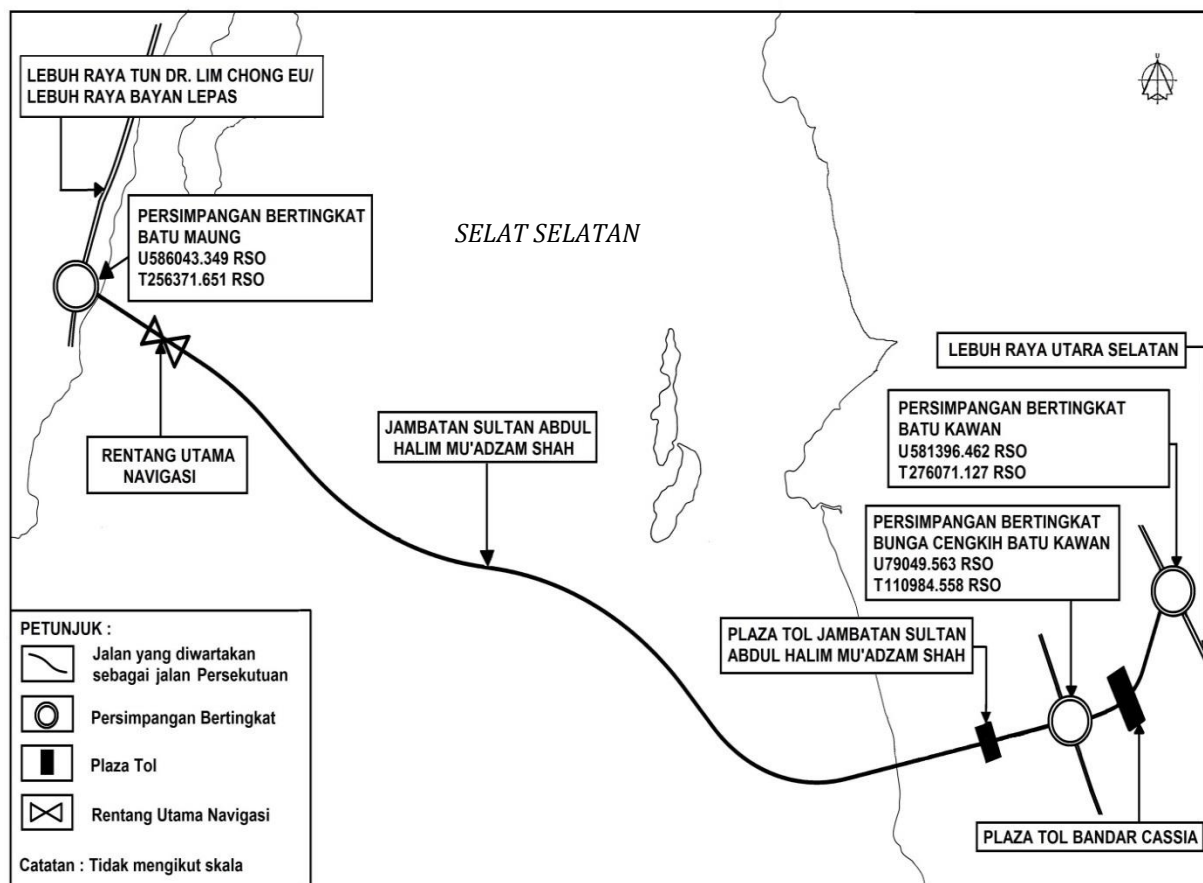 LEBUH RAYA TUN DR. LIM CHONG EU/
LEBUH RAYA BAYAN LEPAS
U
PERSIMPANGAN BERTINGKAT
BATU MAUNG
U586043.349 RSO
T256371.651 RSO
SELAT SELATAN
LEBUH RAYA UTARA SELATAN
PERSIMPANGAN BERTINGKAT
BATU KAWAN
U581396.462 RSO
T276071.127 RSO
RENTANG UTAMA
NAVIGASI
JAMBATAN SULTAN ABDUL
HALIM MU'ADZAM SHAH
PERSIMPANGAN BERTINGKAT
BUNGA CENGKIH BATU KAWAN
U79049.563 RSO
T110984.558 RSO
PLAZA TOL JAMBATAN SULTAN
ABDUL HALIM MU'ADZAM SHAH
PLAZA TOL BANDAR CASSIA
PETUNJUK :
Jalan yang diwartakan
sebagai jalan Persekutuan
Persimpangan Bertingkat
Plaza Tol
Rentang Utama Navigasi
Catatan : Tidak mengikut skala